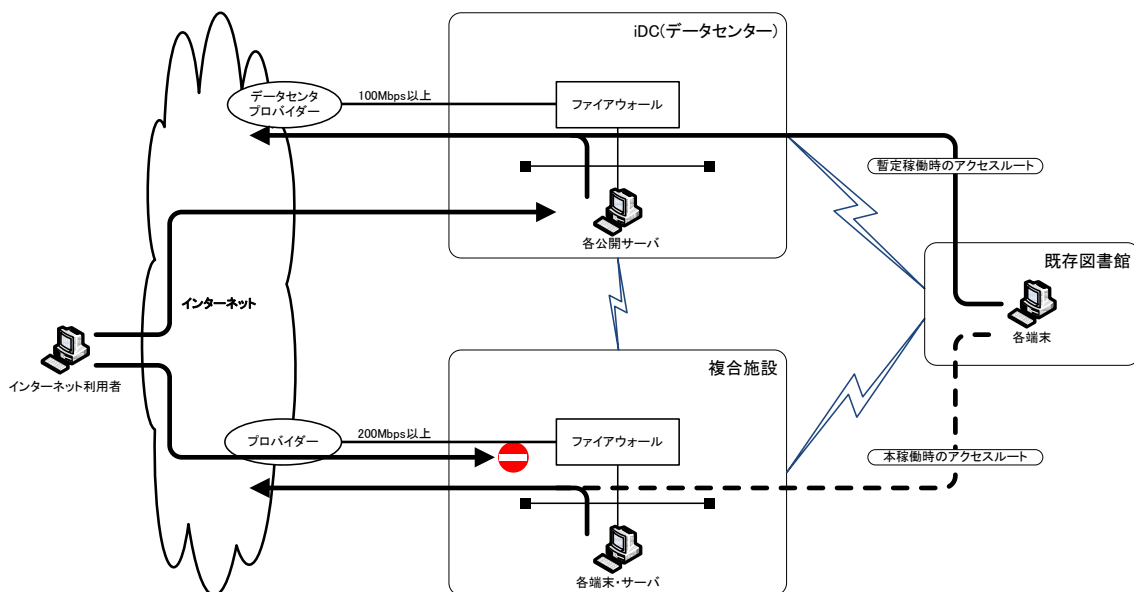 iDC(データセンター)
データセンタ
プロバイダー
100Mbps以上
ファイアウォール
暫定稼働時のアクセスルート
各公開サーバ
既存図書館
インターネット
各端末
インターネット利用者
複合施設
プロバイダー
200Mbps以上
ファイアウォール
本稼働時のアクセスルート
各端末・サーバ